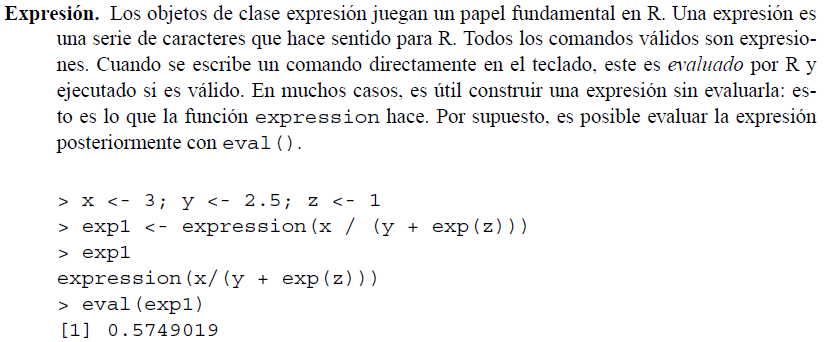 Expresión. Los objetos de clase expresión juegan un papel fundamental en R. Una expresión es
una serie de caracteres que hace sentido para R. Todos los comandos válidos son expresio-
nes. Cuando se escribe un comando directamente en el teclado, este es evaluado por R y
ejecutado si es válido. En muchos casos, es útil construir una expresión sin evaluarla: es-
to es lo que la función expression hace. Por supuesto, es posible evaluar la expresión
posteriormente con eval().
> x <- 3; y <- 2.5; z <- 1
> exp1 <- expression(x / (y + exp(z)))
> exp1
expression(x/(y + exp(z)))
> eval(exp1)
[1] 0.5749019